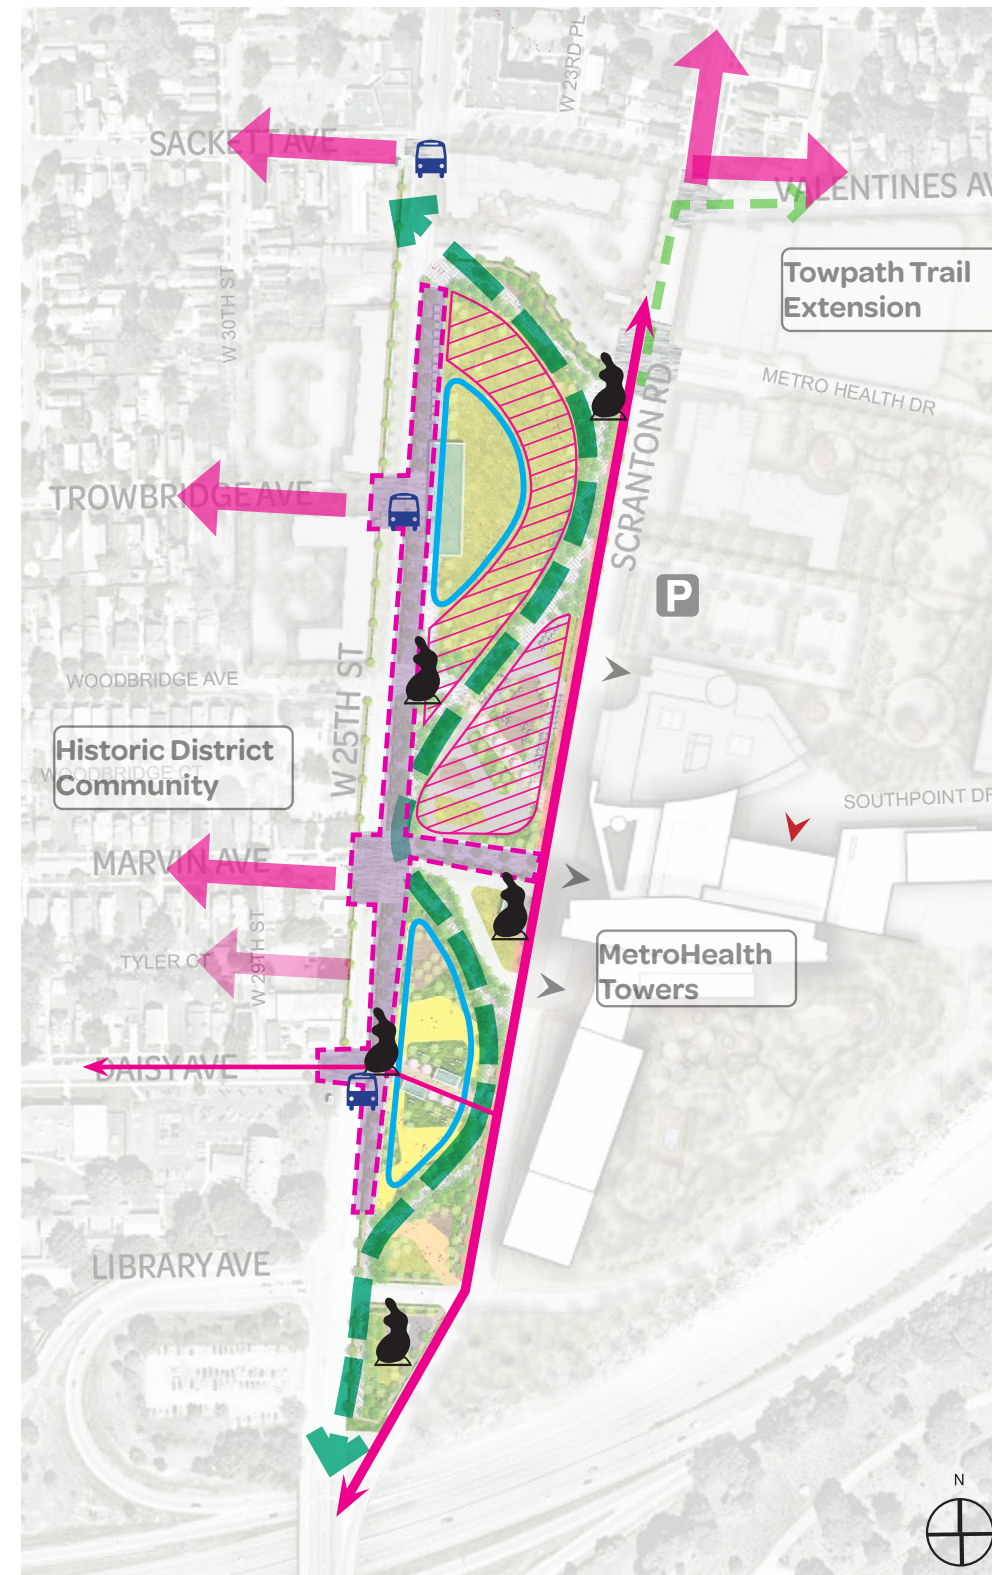 W 23RD PL
SACKETT AVE
VALENTINES AV
Towpath Trail
Extension
W 30TH ST
METRO HEALTH DR
SCRANTON RD
TROWBRIDGE AVE
P
WOODBRIDGE AVE
W 25TH ST
Historic District
Community
WOODBRIDGE CT
SOUTHPOINT DR
MARVIN AVE
TYLER CT
W 29TH ST
MetroHealth
Towers
DAISY AVE
LIBRARY AVE
N